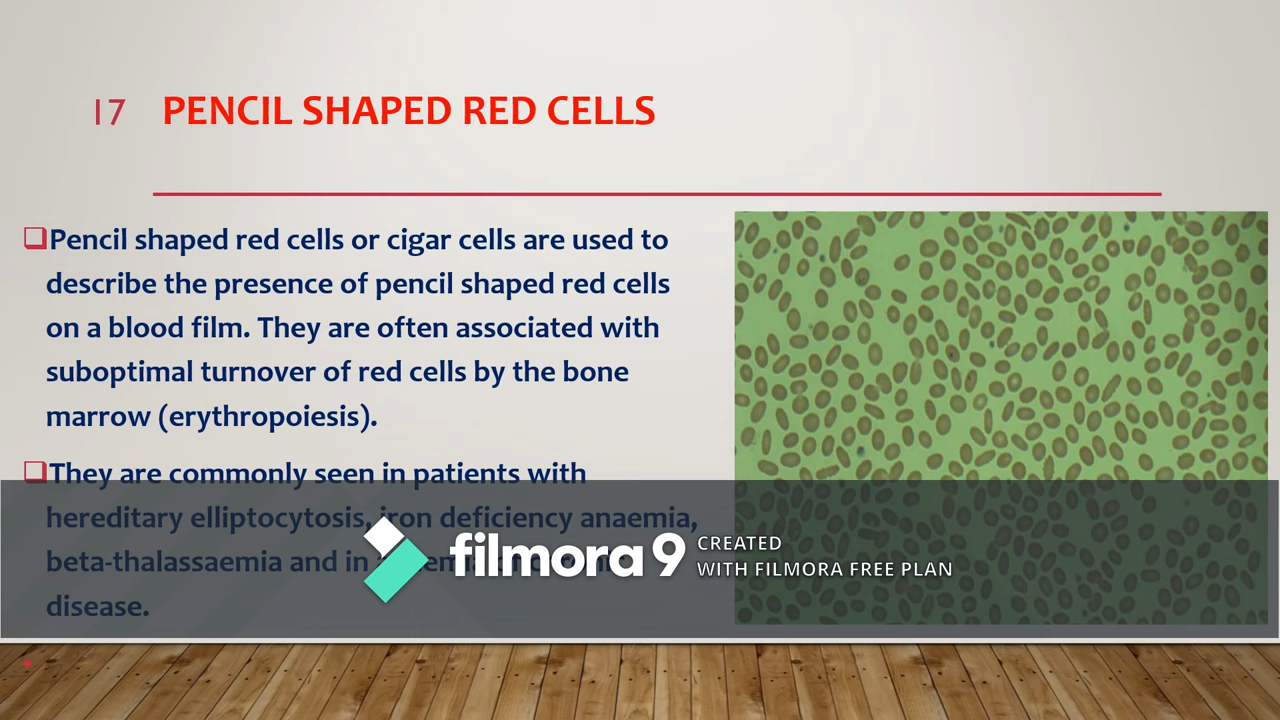 17 PENCIL SHAPED RED CELLS
Pencil shaped red cells or cigar cells are used to
describe the presence of pencil shaped red cells
on a blood film. They are often associated with
suboptimal turnover of red cells by the bone
marrow (erythropoiesis).
They are commonly seen in patients with
hereditary elliptocytosis, iron deficiency anaemia,
beta-thalassaemia and in
disease.
filmora 9 CREATED
WITH FILMORA FREE PLAN